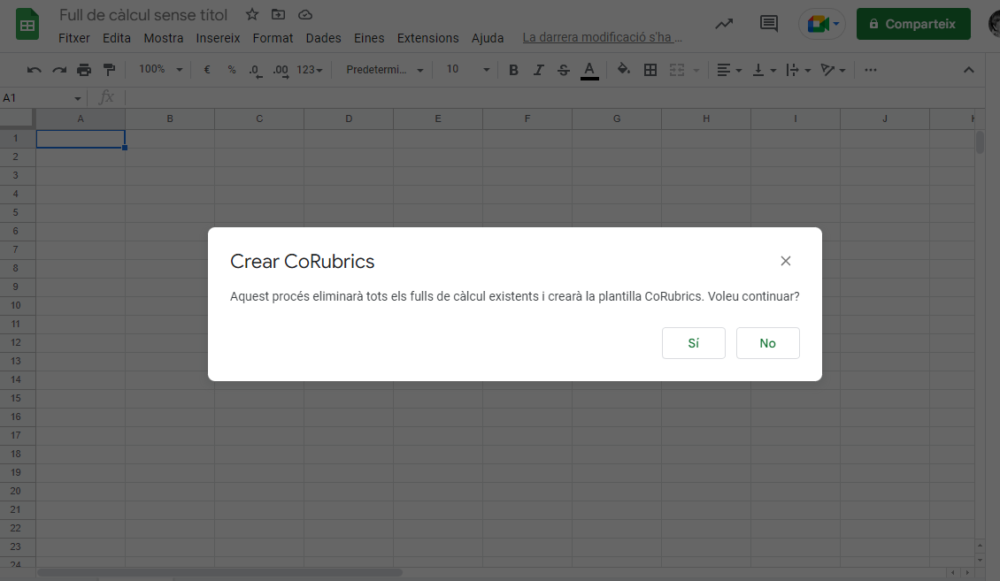 Full de càlcul sense títol
Fitxer Edita Mostra Insereix Format Dades Eines Extensions Ajuda La darrera modificació s'ha ...
Comparteix
100% € % .0 .00 123 Predetermi... 10 B I S A ...
A1 fx
A B C D E F G H I J
1
2
3
4
5
6
7
8
9
10
11
12
13
14
15
16
17
18
19
20
21
22
23
24
Crear CoRubrics
Aquest procés eliminarà tots els fulls de càlcul existents i crearà la plantilla CoRubrics. Voleu continuar?
Sí No